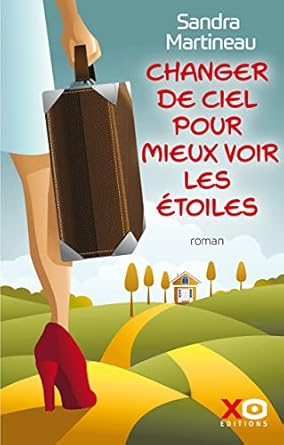 Sandra
Martineau
CHANGER
DE CIEL
POUR
MIEUX VOIR
LES
ÉTOILES
roman
XO
EDITIONS